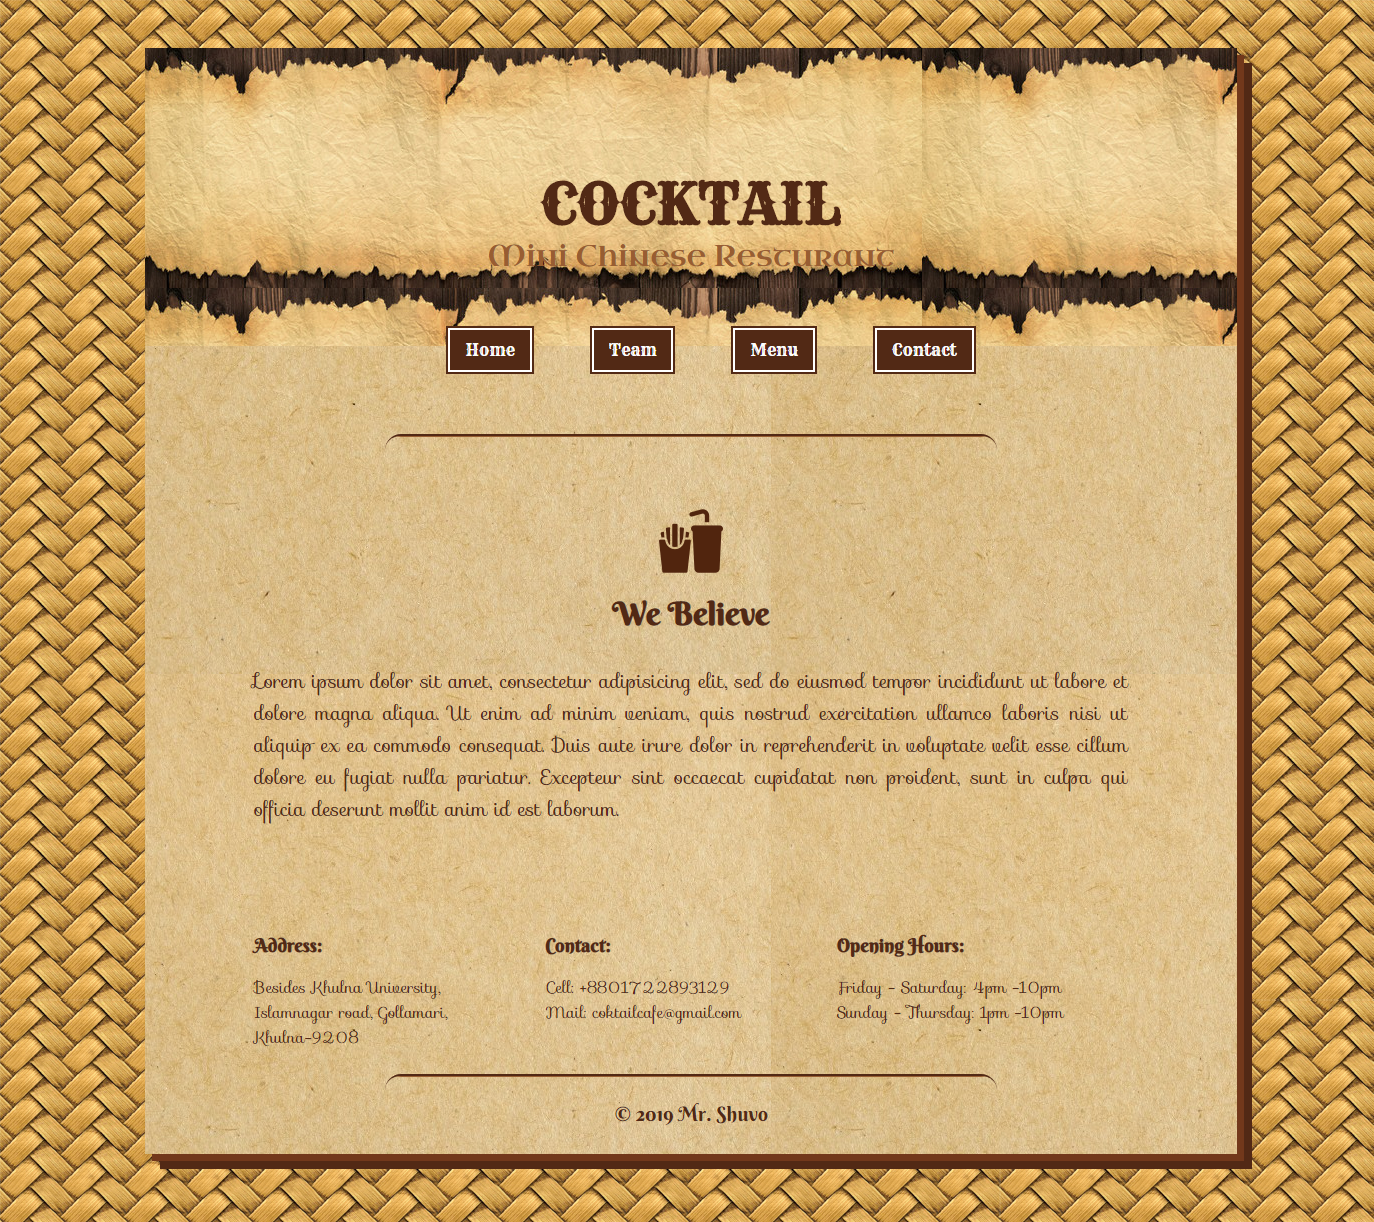 COCKTAIL
Mini Chinese Resturant
Home Team Menu Contact
We Believe
Lorem ipsum dolor sit amet, consectetur adipisicing elit, sed do eiusmod tempor incididunt ut labore et
dolore magna aliqua. Ut enim ad minim veniam, quis nostrud exercitation ullamco laboris nisi ut
aliquip ex ea commodo consequat. Duis aute irure dolor in reprehenderit in voluptate velit esse cillum
dolore eu fugiat nulla pariatur. Excepteur sint occaecat cupidatat non proident, sunt in culpa qui
officia deserunt mollit anim id est laborum.
Address:
Besides Khulna University,
Islamnagar road, Gollamari,
Khulna-9208
Contact:
Cell: +8801722893129
Mail: coktailcafe@gmail.com
Opening Hours:
Friday - Saturday: 4pm -10pm
Sunday - Thursday: 1pm -10pm
© 2019 Mr. Shuvo